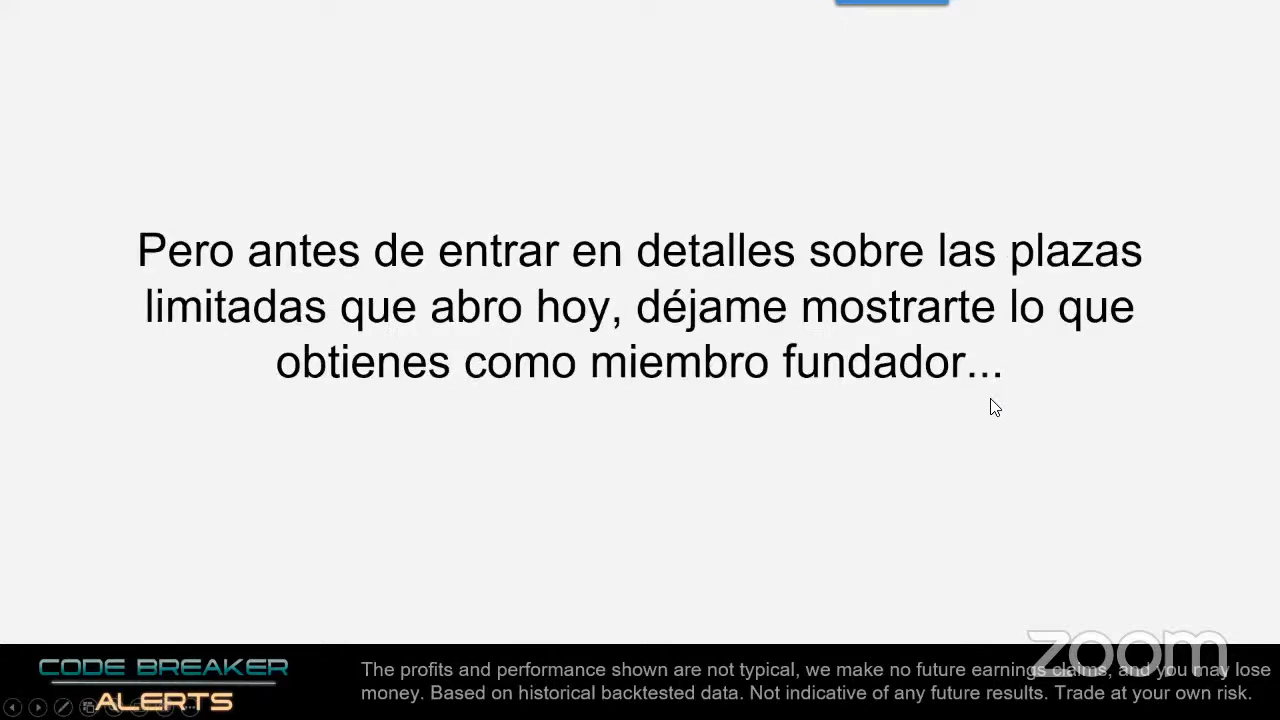 Pero antes de entrar en detalles sobre las plazas
limitadas que abro hoy, déjame mostrarte lo que
obtienes como miembro fundador...
CODE BREAKER
ALERTS
The profits and performance shown are not typical, we make no future earnings claims, and you may lose
money. Based on historical backtested data. Not indicative of any future results. Trade at your own risk.
zoom